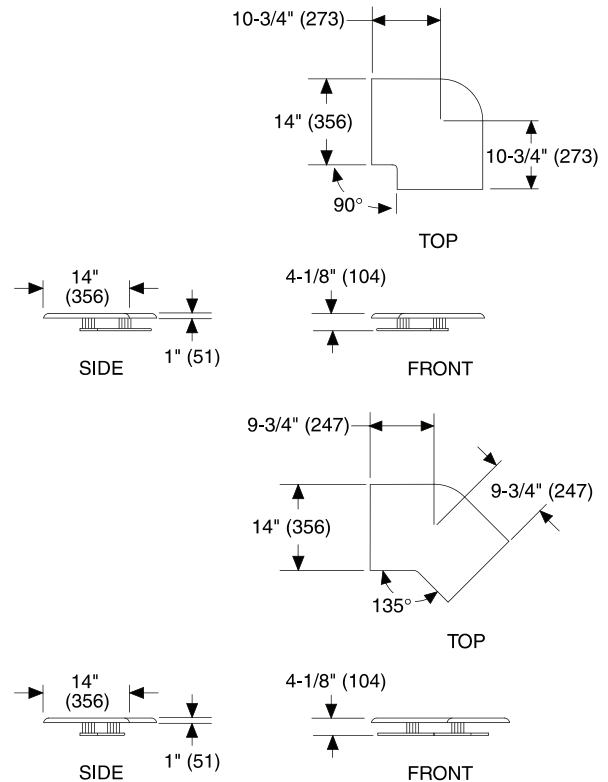 10-3/4" (273)
14" (356)
10-3/4" (273)
90°
TOP
14"
(356)
4-1/8" (104)
1" (51)
SIDE
FRONT
9-3/4" (247)
9-3/4" (247)
14" (356)
135°
TOP
14"
(356)
4-1/8" (104)
1" (51)
SIDE
FRONT